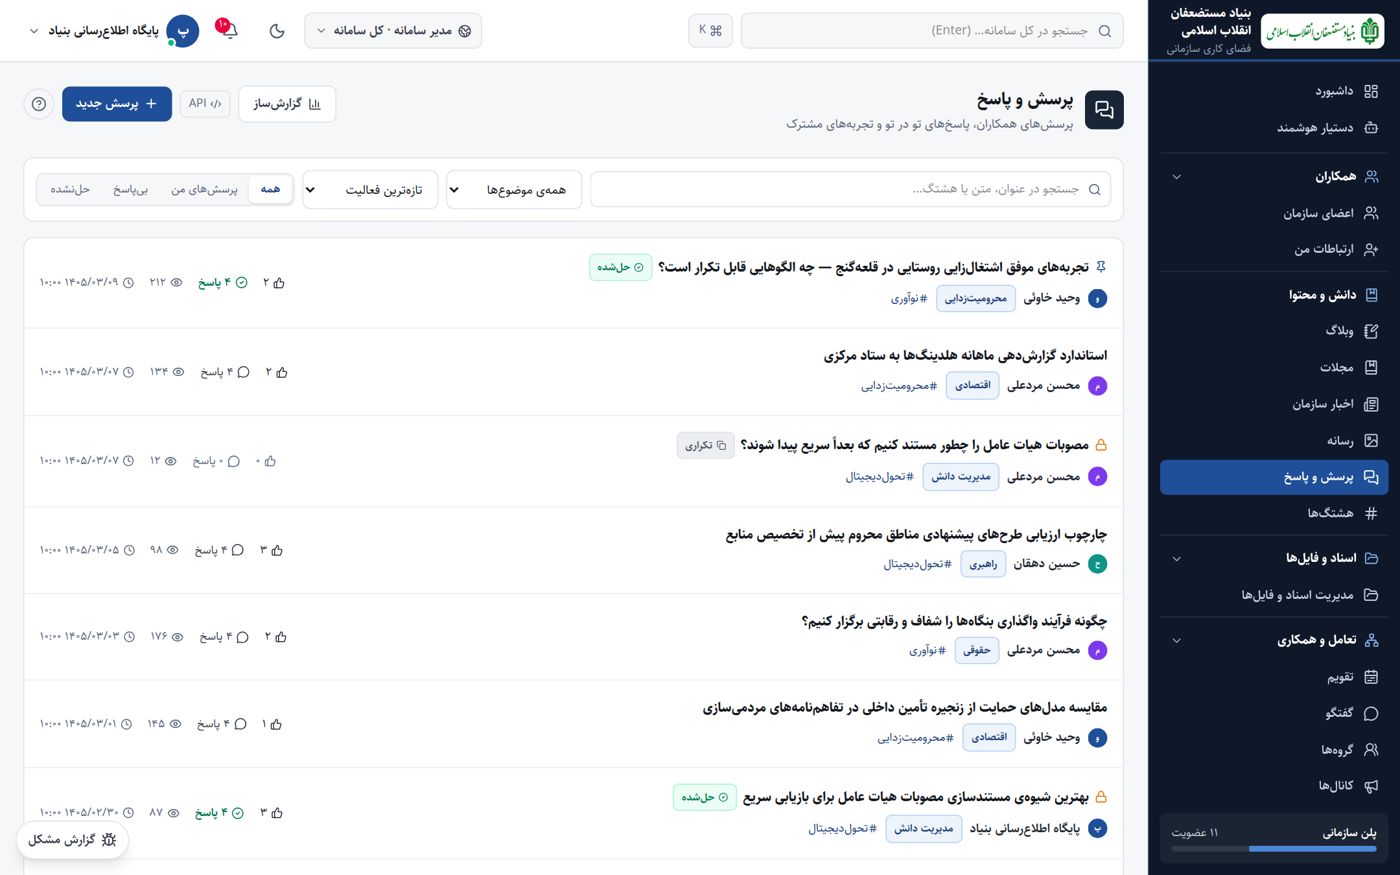 بنیاد مستضعفان انقلاب اسلامی
بنیاد مستضعفان
انقلاب اسلامی
فضای کاری سازمانی
داشبورد
دستیار هوشمند
همکاران
اعضای سازمان
ارتباطات من
دانش و محتوا
وبلاگ
مجلات
اخبار سازمان
رسانه
پرسش و پاسخ
هشتگ‌ها
اسناد و فایل‌ها
مدیریت اسناد و فایل‌ها
تعامل و همکاری
تقویم
گفتگو
گروه‌ها
کانال‌ها
پلن سازمانی
۱۱ عضویت
جستجو در کل سامانه... (Enter)
⌘ K
مدیر سامانه · کل سامانه
۱۰
پ
پایگاه اطلاع‌رسانی بنیاد
پرسش و پاسخ
پرسش‌های همکاران، پاسخ‌های تو در تو و تجربه‌های مشترک
گزارش‌ساز
API
پرسش جدید
جستجو در عنوان، متن یا هشتگ...
همه‌ی موضوع‌ها
تازه‌ترین فعالیت
همه
پرسش‌های من
بی‌پاسخ
حل‌نشده
تجربه‌های موفق اشتغال‌زایی روستایی در قلعه‌گنج — چه الگوهایی قابل تکرار است؟ حل‌شده
و وحید خاوئی محرومیت‌زدایی #نوآوری
۲ ۴ پاسخ ۲۱۲ ۱۴۰۵/۰۳/۰۹ ۱۰:۰۰
استاندارد گزارش‌دهی ماهانه هلدینگ‌ها به ستاد مرکزی
م محسن مردعلی اقتصادی #محرومیت‌زدایی
۲ ۴ پاسخ ۱۳۴ ۱۴۰۵/۰۳/۰۷ ۱۰:۰۰
مصوبات هیات عامل را چطور مستند کنیم که بعداً سریع پیدا شوند؟ تکراری
م محسن مردعلی مدیریت دانش #تحول‌دیجیتال
۰ ۰ پاسخ ۱۲ ۱۴۰۵/۰۳/۰۷ ۱۰:۰۰
چارچوب ارزیابی طرح‌های پیشنهادی مناطق محروم پیش از تخصیص منابع
ح حسین دهقان راهبری #تحول‌دیجیتال
۳ ۴ پاسخ ۹۸ ۱۴۰۵/۰۳/۰۵ ۱۰:۰۰
چگونه فرآیند واگذاری بنگاه‌ها را شفاف و رقابتی برگزار کنیم؟
م محسن مردعلی حقوقی #نوآوری
۲ ۴ پاسخ ۱۷۶ ۱۴۰۵/۰۳/۰۳ ۱۰:۰۰
مقایسه مدل‌های حمایت از زنجیره تأمین داخلی در تفاهم‌نامه‌های مردمی‌سازی
و وحید خاوئی اقتصادی #محرومیت‌زدایی
۱ ۴ پاسخ ۱۴۵ ۱۴۰۵/۰۳/۰۱ ۱۰:۰۰
بهترین شیوه‌ی مستندسازی مصوبات هیات عامل برای بازیابی سریع حل‌شده
پ پایگاه اطلاع‌رسانی بنیاد مدیریت دانش #تحول‌دیجیتال
۳ ۴ پاسخ ۸۷ ۱۴۰۵/۰۲/۳۰ ۱۰:۰۰
گزارش مشکل